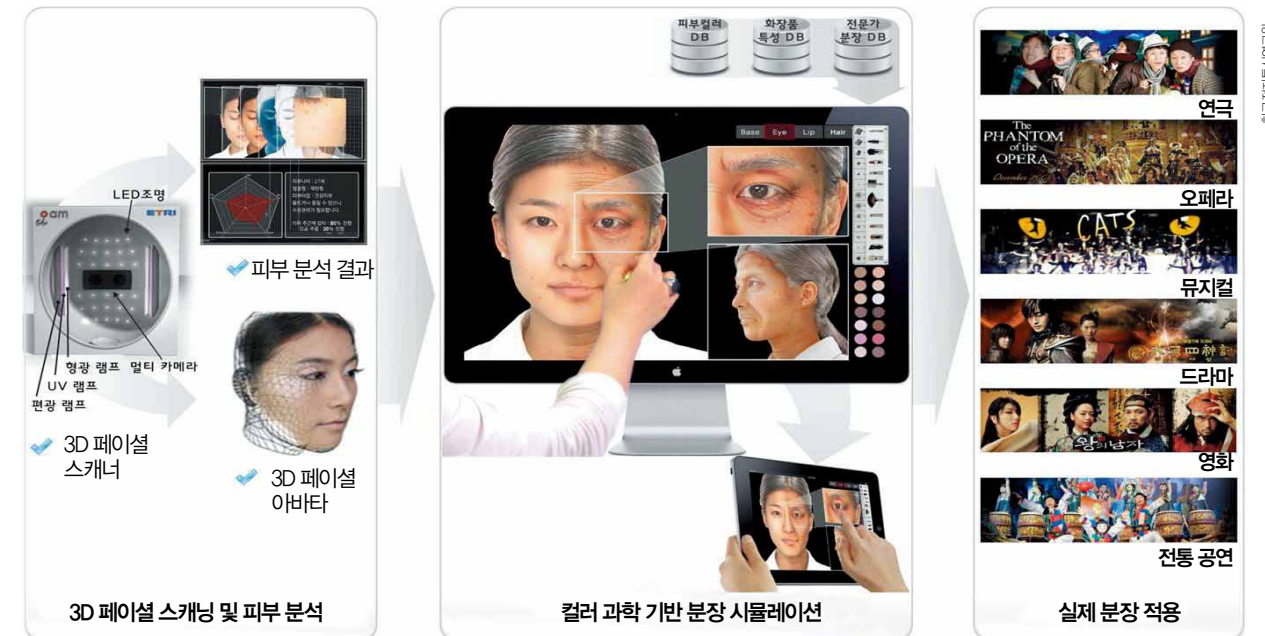 LED조명
ETRI
형광 램프 멀티 카메라
UV 램프
편광 램프
3D 페이셜
스캐너
피부 분석 결과
3D 페이셜
아바타
3D 페이셜 스캐닝 및 피부 분석
피부컬러
DB
화장품
특성 DB
전문가
분장 DB
Base Eye Lip Hair
컬러 과학 기반 분장 시뮬레이션
연극
The
PHANTOM
of the
OPERA
오페라
CATS
뮤지컬
드라마
왕의 남자
영화
전통 공연
실제 분장 적용